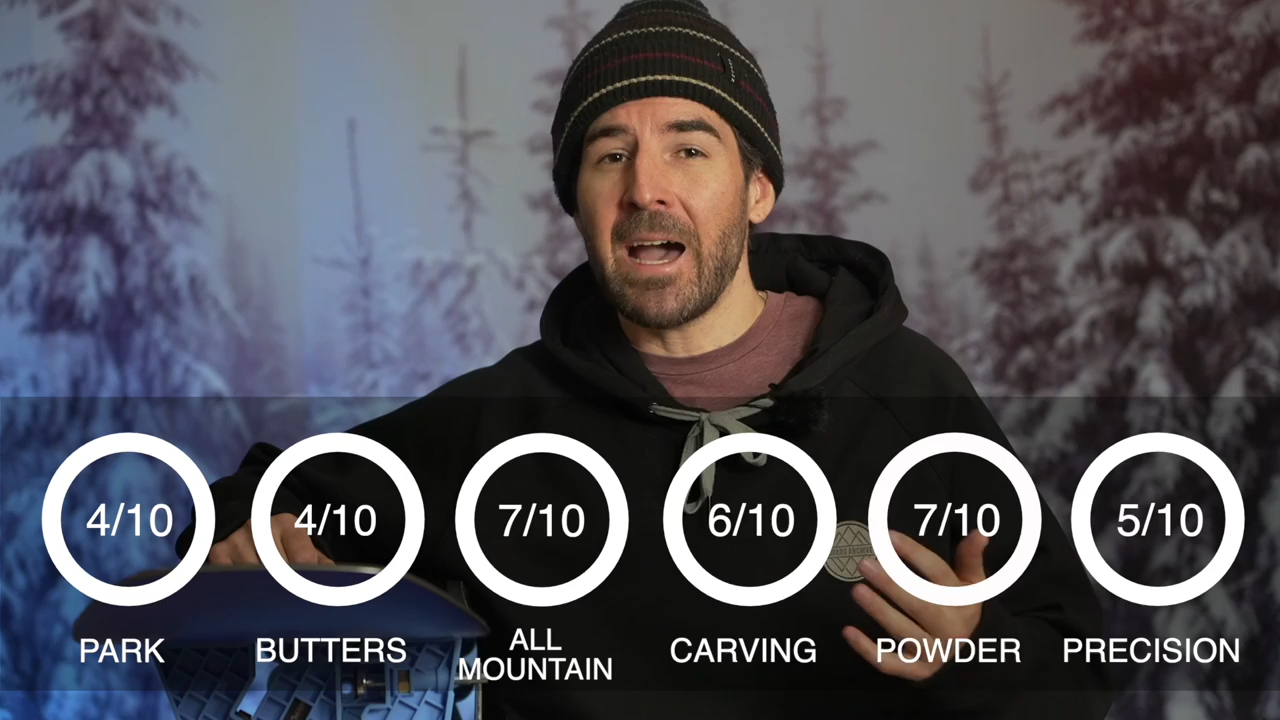 4/10
4/10
7/10
6/10
7/10
5/10
PARK
BUTTERS
ALL
MOUNTAIN
CARVING
POWDER
PRECISION